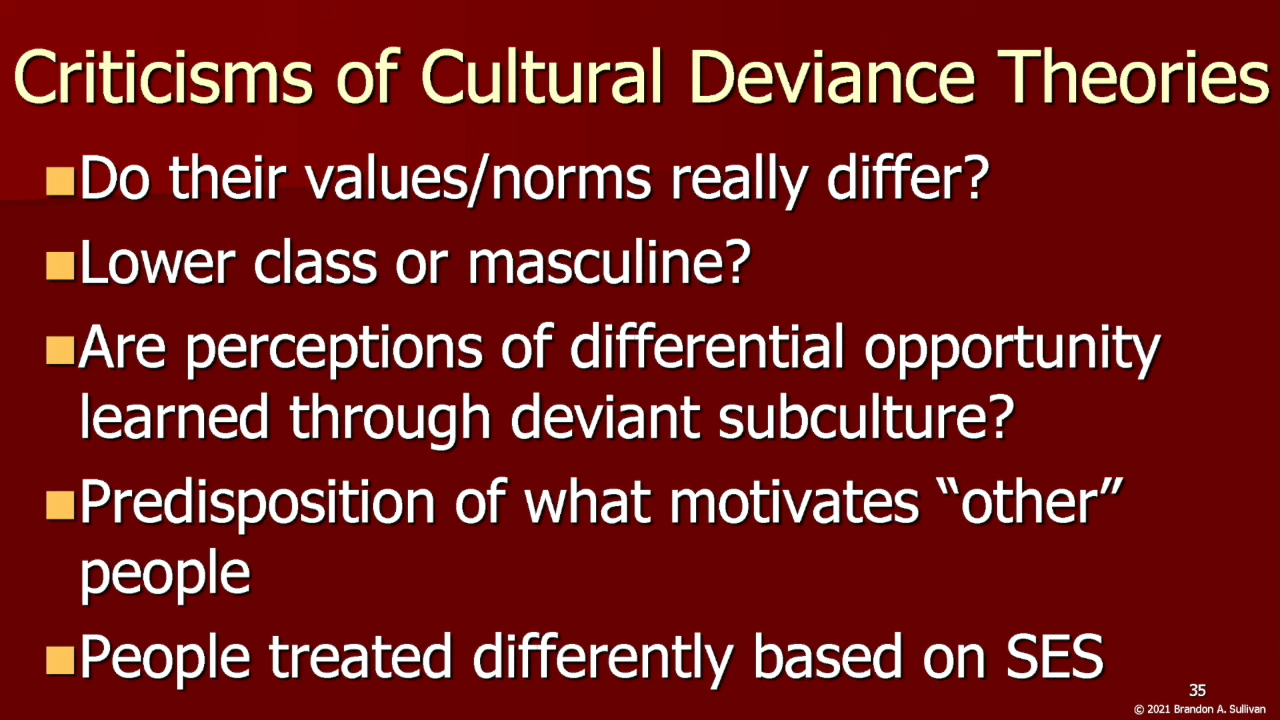 Criticisms of Cultural Deviance Theories
■Do their values/norms really differ?
■Lower class or masculine?
■Are perceptions of differential opportunity
learned through deviant subculture?
■Predisposition of what motivates “other”
people
■People treated differently based on SES
35
© 2021 Brandon A. Sullivan